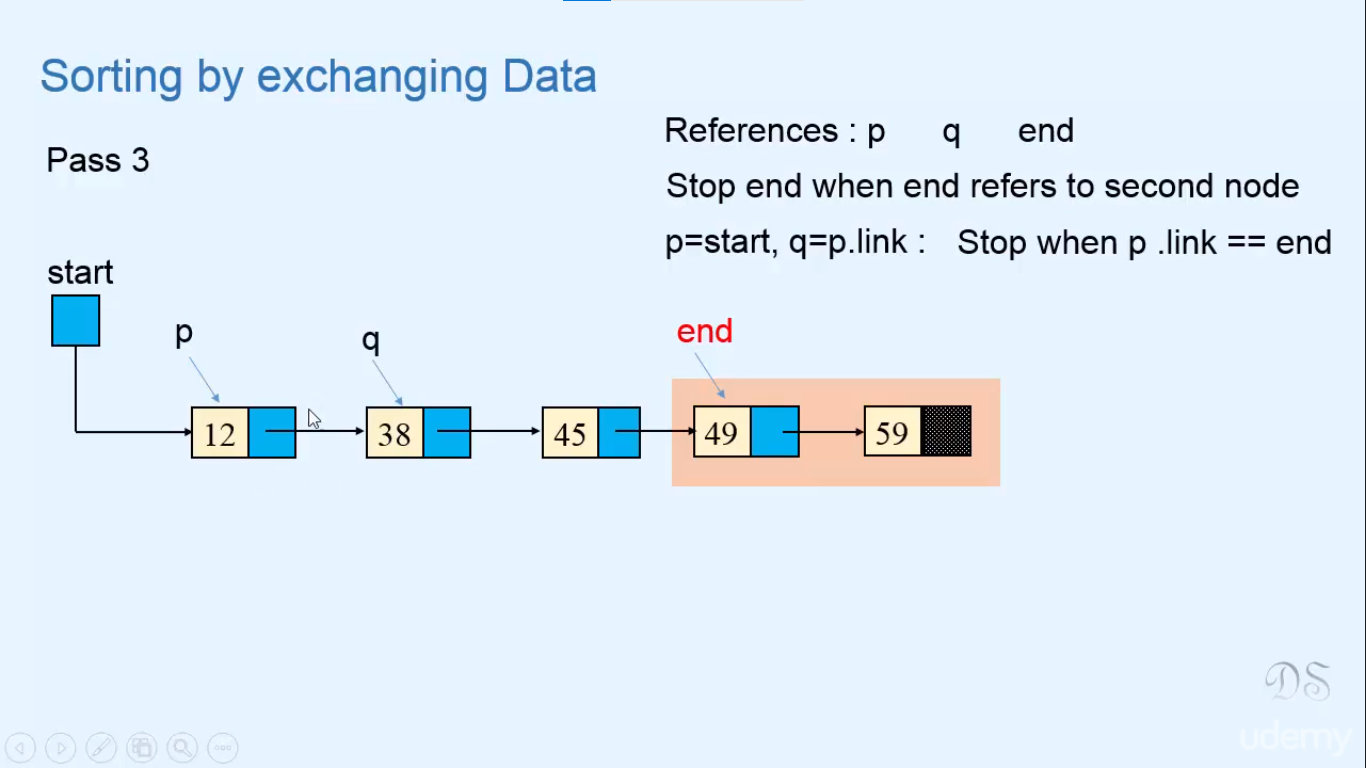 Sorting by exchanging Data
References : p q end
Pass 3
Stop end when end refers to second node
p=start, q=p.link : Stop when p .link == end
start
p
q
end
12
38
45
49
59
DS
udemy